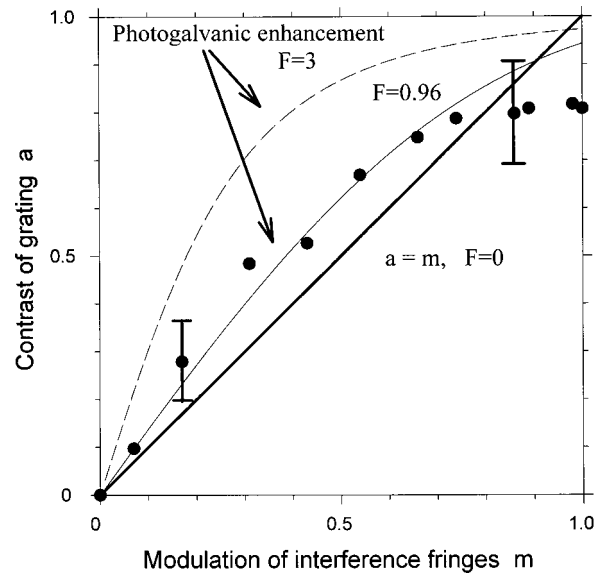 1.0
Photogalvanic enhancement
F=3
F=0.96
Contrast of grating a
0.5
a = m, F=0
0
0
0.5
1.0
Modulation of interference fringes m